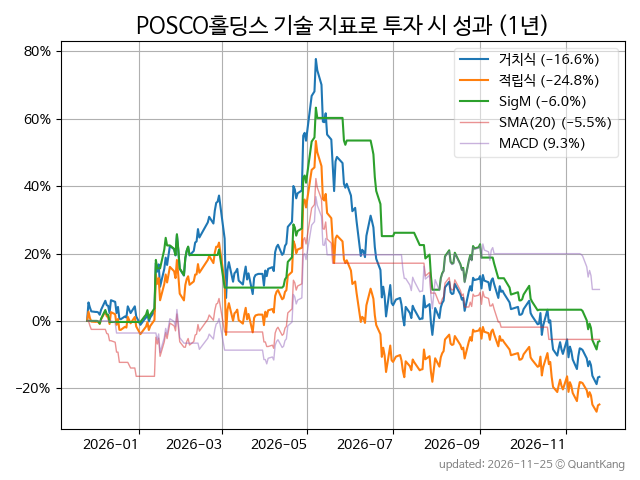 POSCO홀딩스 기술 지표로 투자 시 성과 (1년)
80%
60%
40%
20%
0%
−20%
거치식 (−16.6%)
적립식 (−24.8%)
SigM (−6.0%)
SMA(20) (−5.5%)
MACD (9.3%)
2026-01
2026-03
2026-05
2026-07
2026-09
2026-11
updated: 2026-11-25 © QuantKang